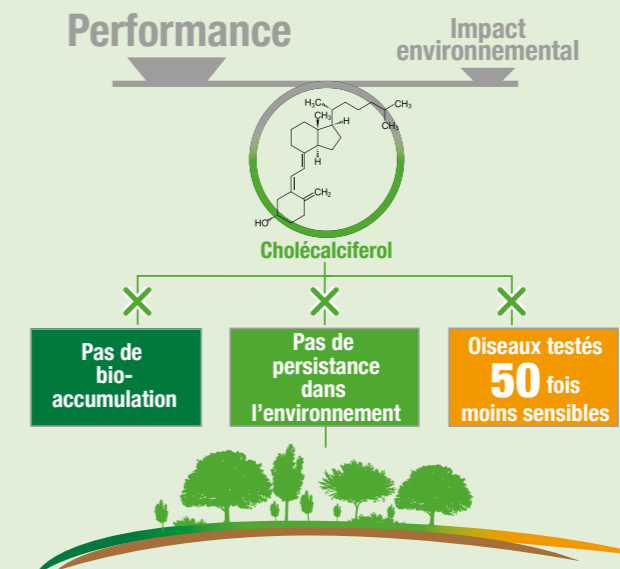 Performance
Impact
environnemental
H₃C
CH₃
CH₃
H
CH₃
H
CH₂
HO
Cholécalciferol
Pas de
bio-
accumulation
Pas de
persistance
dans
l’environnement
Oiseaux testés
50 fois
moins sensibles